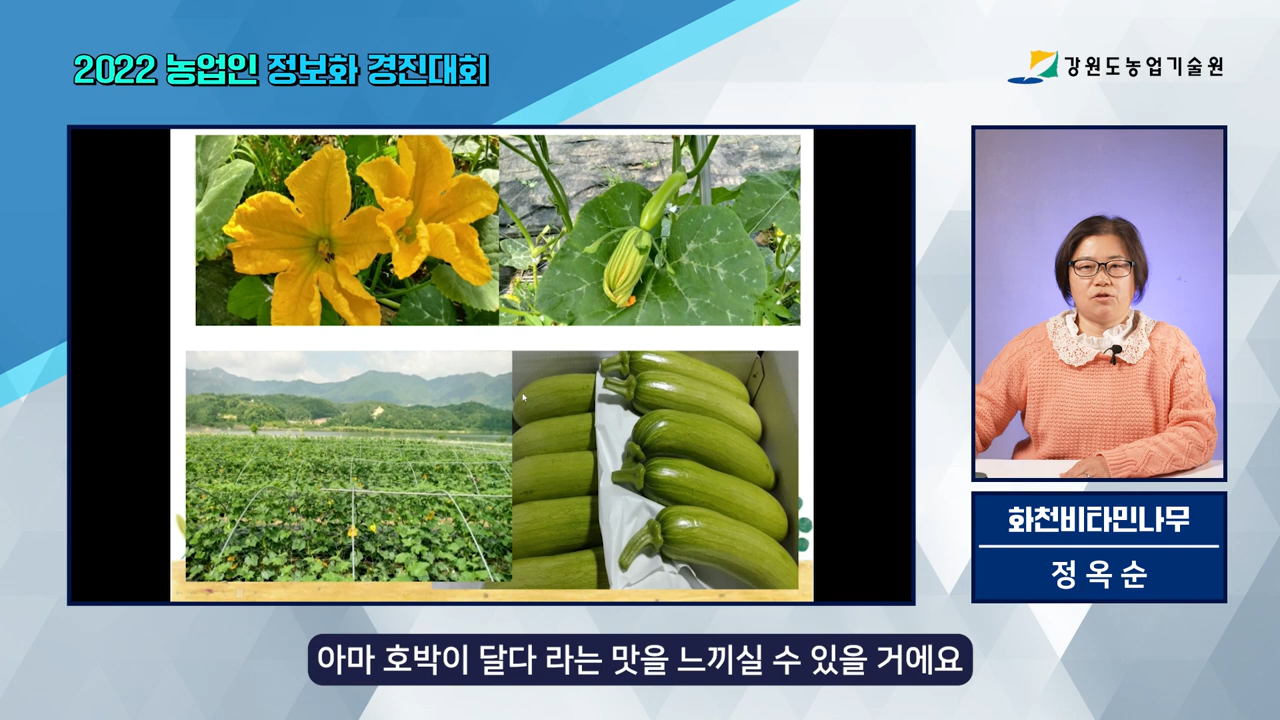 2022 농업인 정보화 경진대회
강원도농업기술원
화천비타민나무
정옥순
아마 호박이 달다 라는 맛을 느끼실 수 있을 거에요